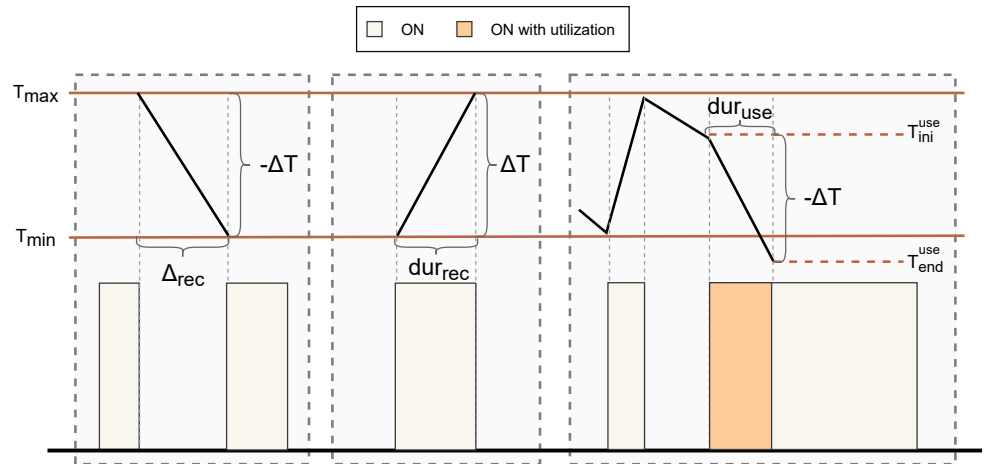 ON
ON with utilization
Tmax
Tmin
-ΔT
Δrec
ΔT
durrec
duruse
Tiniuse
-ΔT
Tenduse